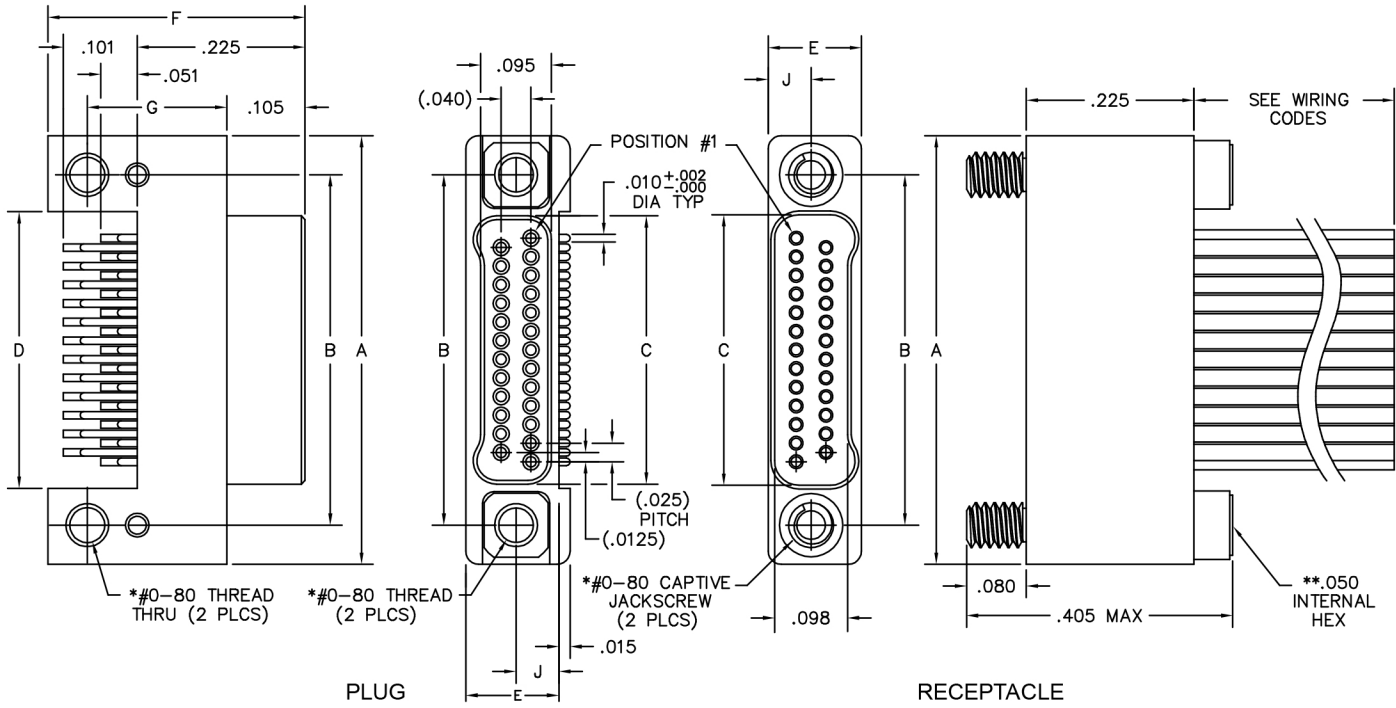 F
.101
.225
.051
G
.105
D
B
A
*#0-80 THREAD
THRU (2 PLCS)
.095
(.040)
POSITION #1
.010 +.002 -.000
DIA TYP
B
C
(.025)
PITCH
(.0125)
*#0-80 THREAD
(2 PLCS)
.015
J
E
PLUG
E
J
C
B
*#0-80 CAPTIVE
JACKSCREW
(2 PLCS)
.098
.225
SEE WIRING
CODES
A
.080
.405 MAX
**.050
INTERNAL
HEX
RECEPTACLE